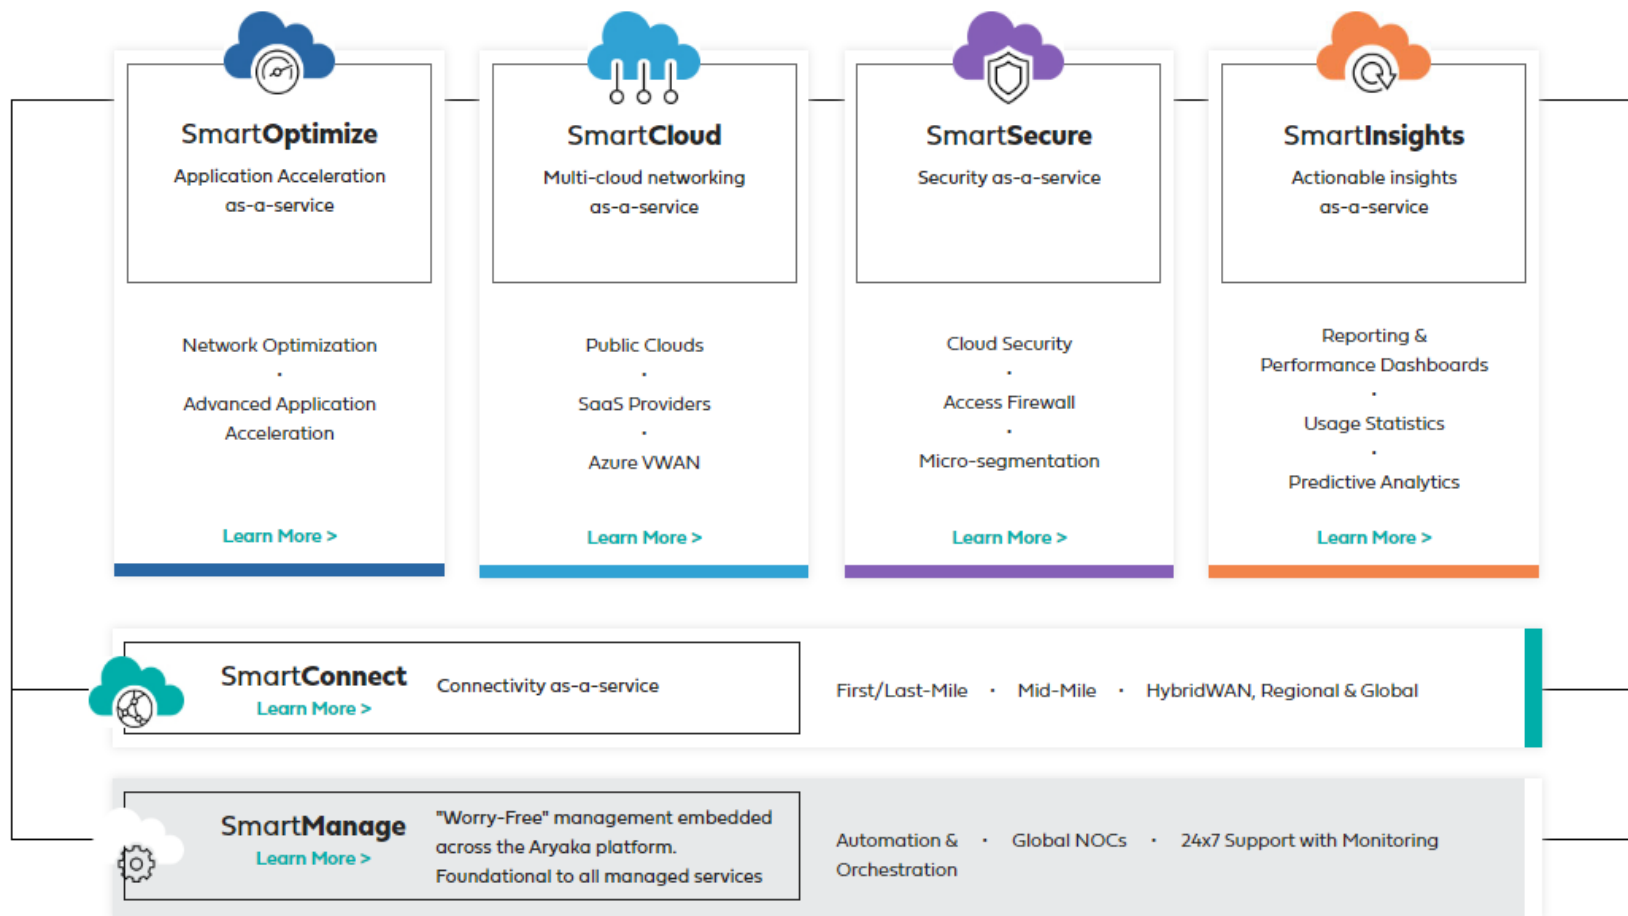 SmartOptimize
Application Acceleration
as-a-service
Network Optimization
·
Advanced Application
Acceleration
Learn More >
SmartCloud
Multi-cloud networking
as-a-service
Public Clouds
·
SaaS Providers
·
Azure VWAN
Learn More >
SmartSecure
Security as-a-service
Cloud Security
·
Access Firewall
·
Micro-segmentation
Learn More >
SmartInsights
Actionable insights
as-a-service
Reporting &
Performance Dashboards
·
Usage Statistics
·
Predictive Analytics
Learn More >
SmartConnect
Learn More >
Connectivity as-a-service
First/Last-Mile · Mid-Mile · HybridWAN, Regional & Global
SmartManage
Learn More >
"Worry-Free" management embedded
across the Aryaka platform.
Foundational to all managed services
Automation &
Orchestration
· Global NOCs · 24x7 Support with Monitoring